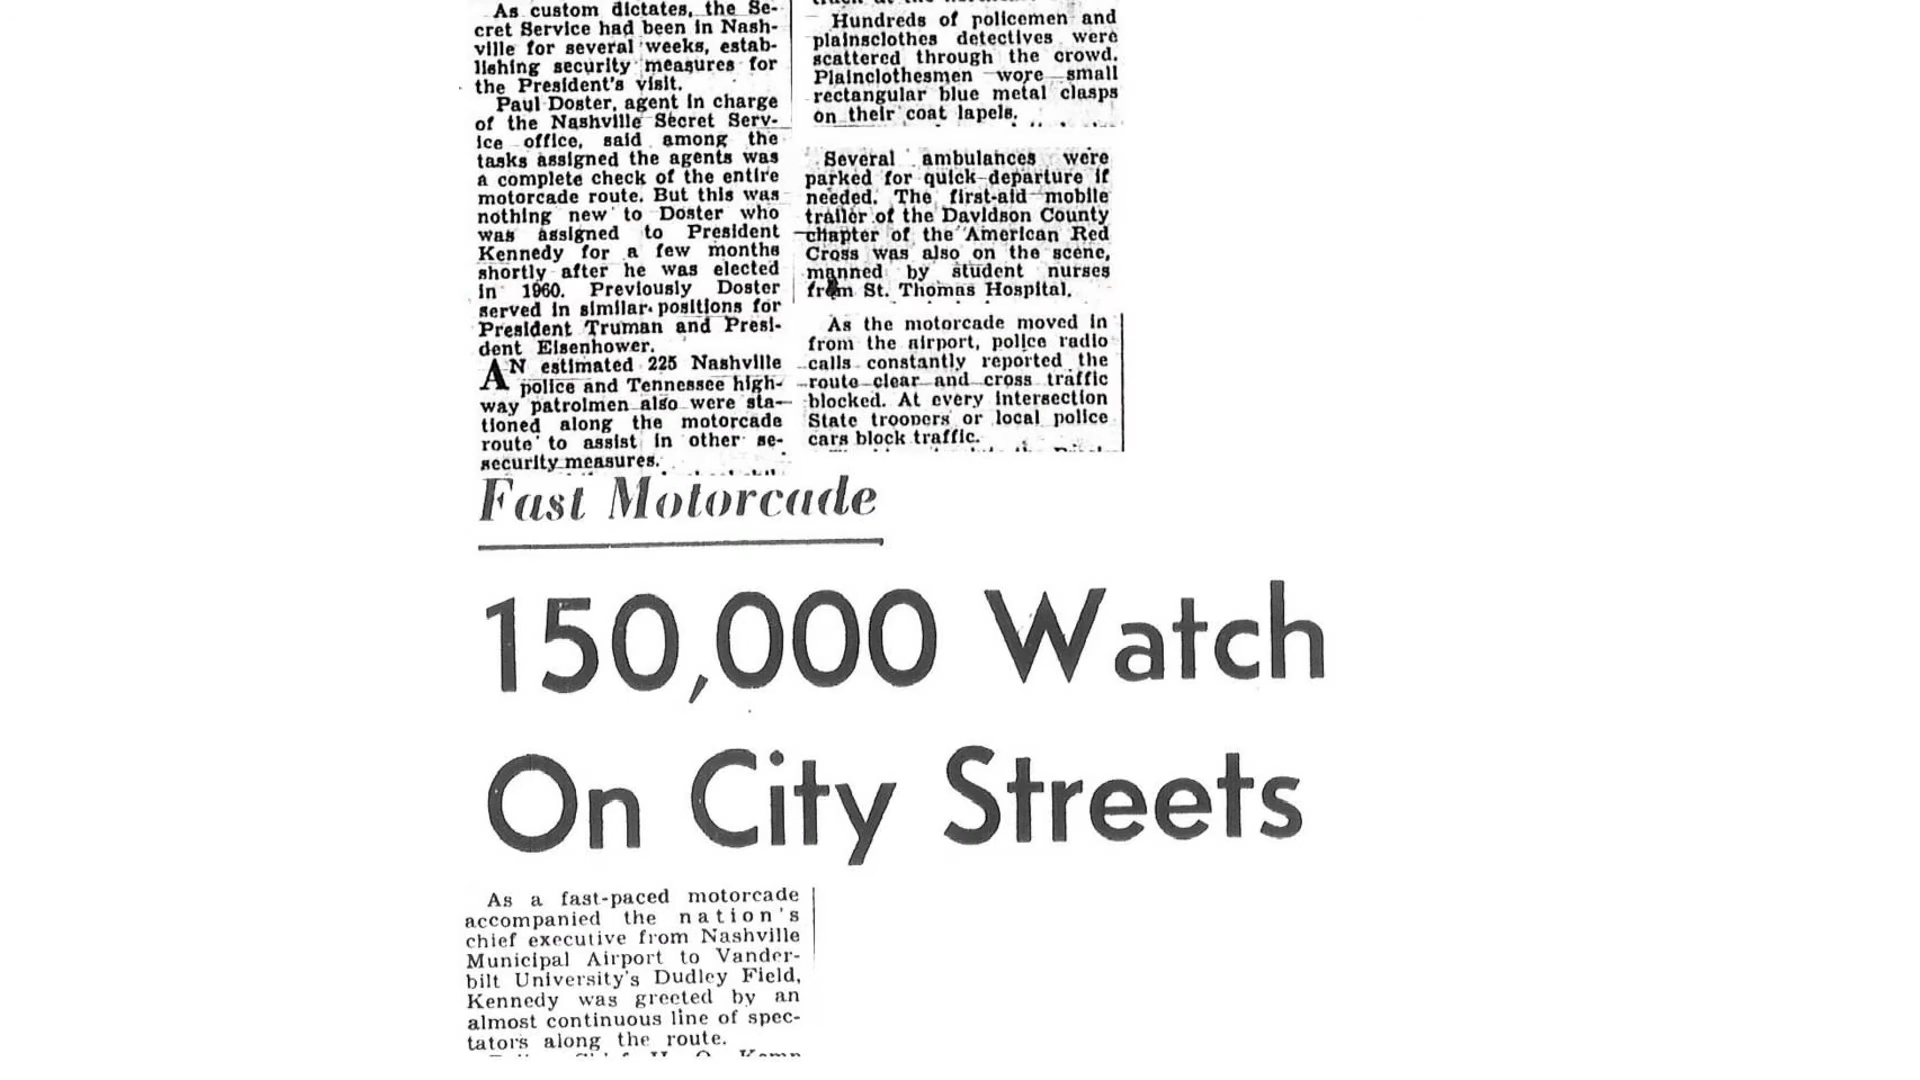 As custom dictates, the Se-
cret Service had been in Nash-
ville for several weeks, estab-
lishing security measures for
the President's visit.
Paul Doster, agent in charge
of the Nashville Secret Serv-
ice office, said among the
tasks assigned the agents was
a complete check of the entire
motorcade route. But this was
nothing new to Doster who
was assigned to President
Kennedy for a few months
shortly after he was elected
in 1960. Previously Doster
served in similar positions for
President Truman and Presi-
dent Eisenhower.
AN estimated 225 Nashville
police and Tennessee high-
way patrolmen also were sta-
tioned along the motorcade
route to assist in other se-
security measures.
Hundreds of policemen and
plainsclothes detectives were
scattered through the crowd.
Plainclothesmen wore small
rectangular blue metal clasps
on their coat lapels.
Several ambulances were
parked for quick departure if
needed. The first-aid mobile
trailer of the Davidson County
chapter of the American Red
Cross was also on the scene,
manned by student nurses
from St. Thomas Hospital.
As the motorcade moved in
from the airport, police radio
calls constantly reported the
route clear and cross traffic
blocked. At every intersection
State troopers or local police
cars block traffic.
Fast Motorcade
150,000 Watch
On City Streets
As a fast-paced motorcade
accompanied the nation's
chief executive from Nashville
Municipal Airport to Vander-
bilt University's Dudley Field,
Kennedy was greeted by an
almost continuous line of spec-
tators along the route.